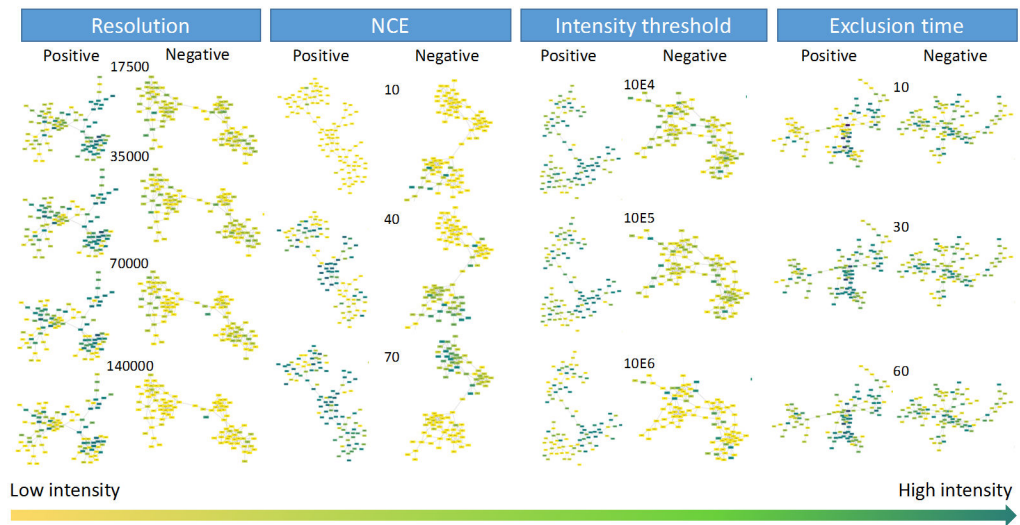 Resolution
NCE
Intensity threshold
Exclusion time
Positive
Negative
Positive
Negative
Positive
Negative
Positive
Negative
17500
35000
70000
140000
10
40
70
10E4
10E5
10E6
10
30
60
Low intensity
High intensity